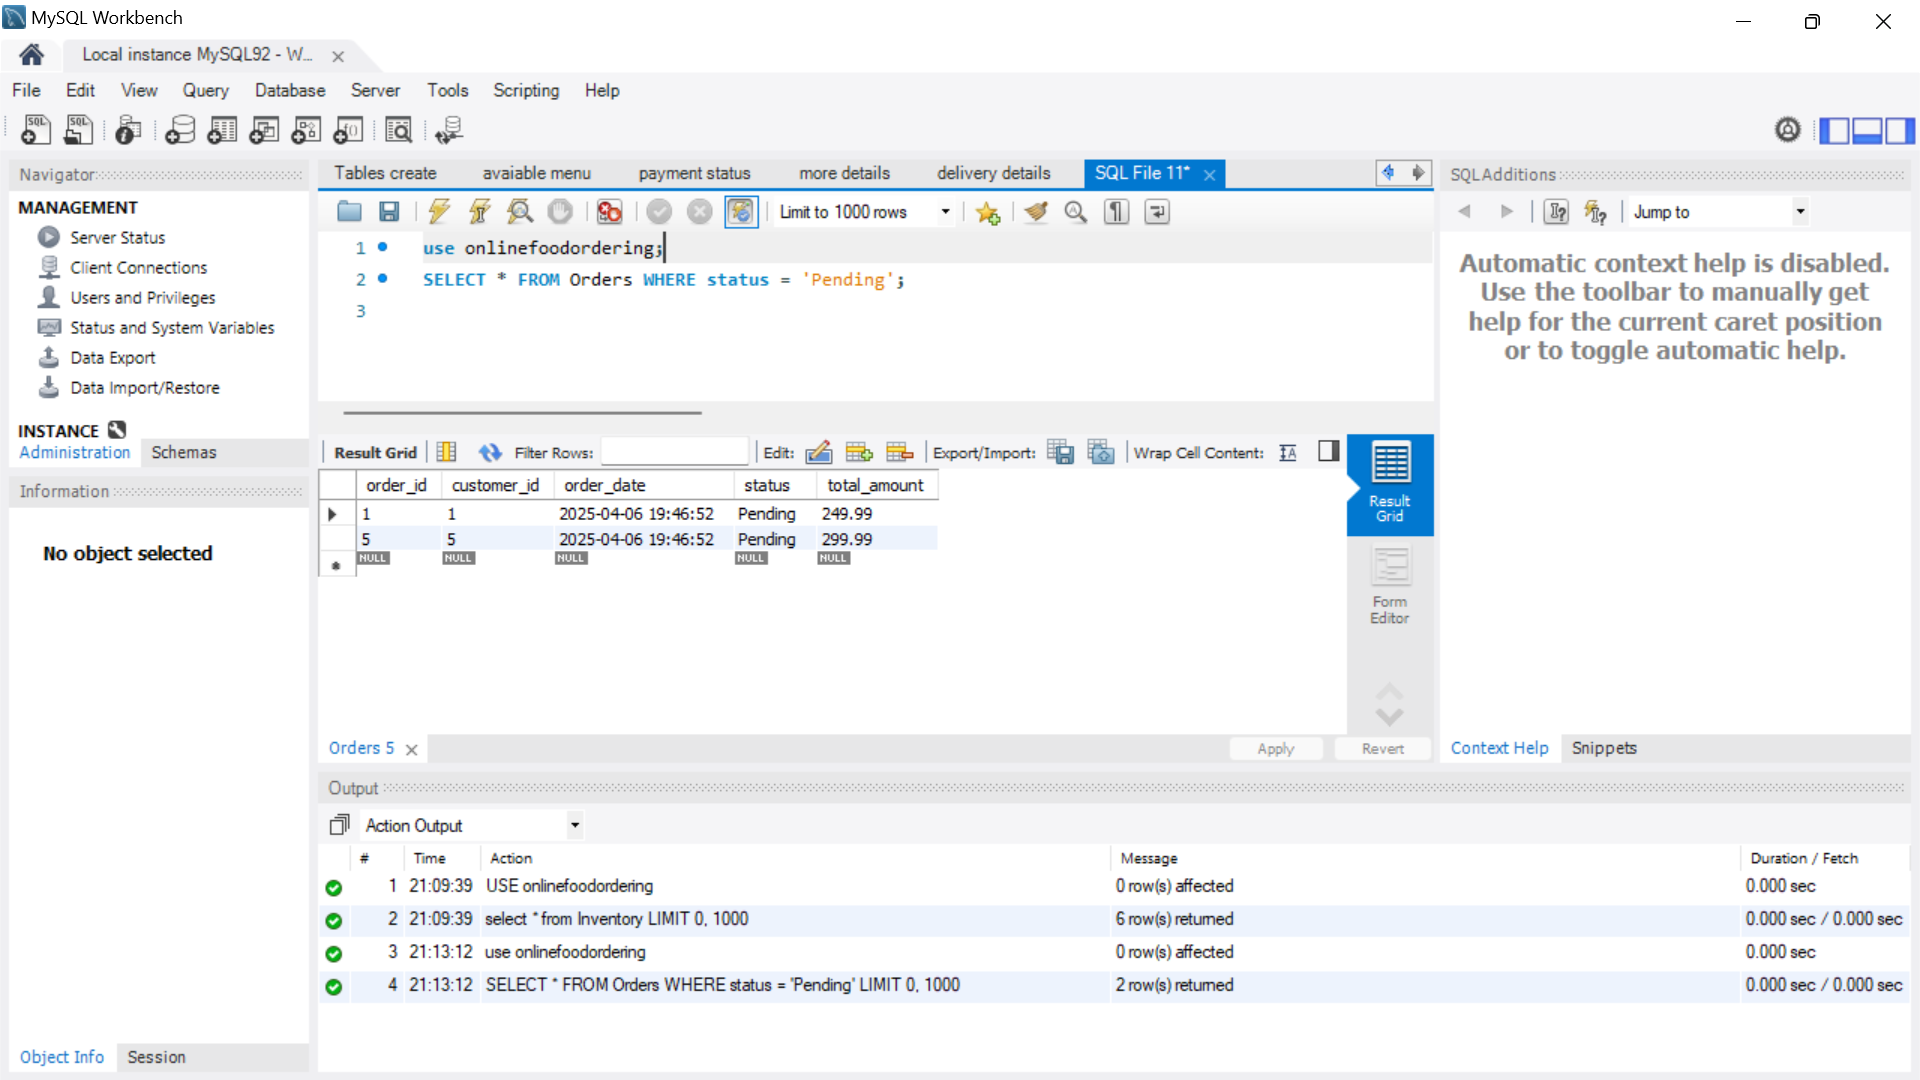 MySQL Workbench
Local instance MySQL92 - W...
File Edit View Query Database Server Tools Scripting Help
Navigator
MANAGEMENT
Server Status
Client Connections
Users and Privileges
Status and System Variables
Data Export
Data Import/Restore
INSTANCE
Administration Schemas
Information
No object selected
Object Info Session
Tables create avaiable menu payment status more details delivery details SQL File 11*
Limit to 1000 rows
1 use onlinefoodordering;
2 SELECT * FROM Orders WHERE status = 'Pending';
3
Result Grid Filter Rows: Edit: Export/Import: Wrap Cell Content:
order_id customer_id order_date status total_amount
1 1 2025-04-06 19:46:52 Pending 249.99
5 5 2025-04-06 19:46:52 Pending 299.99
NULL NULL NULL NULL NULL
Result
Grid
Form
Editor
Orders 5 Apply Revert
SQLAdditions
Jump to
Automatic context help is disabled.
Use the toolbar to manually get
help for the current caret position
or to toggle automatic help.
Context Help Snippets
Output
Action Output
# Time Action Message Duration / Fetch
1 21:09:39 USE onlinefoodordering 0 row(s) affected 0.000 sec
2 21:09:39 select * from Inventory LIMIT 0, 1000 6 row(s) returned 0.000 sec / 0.000 sec
3 21:13:12 use onlinefoodordering 0 row(s) affected 0.000 sec
4 21:13:12 SELECT * FROM Orders WHERE status = 'Pending' LIMIT 0, 1000 2 row(s) returned 0.000 sec / 0.000 sec